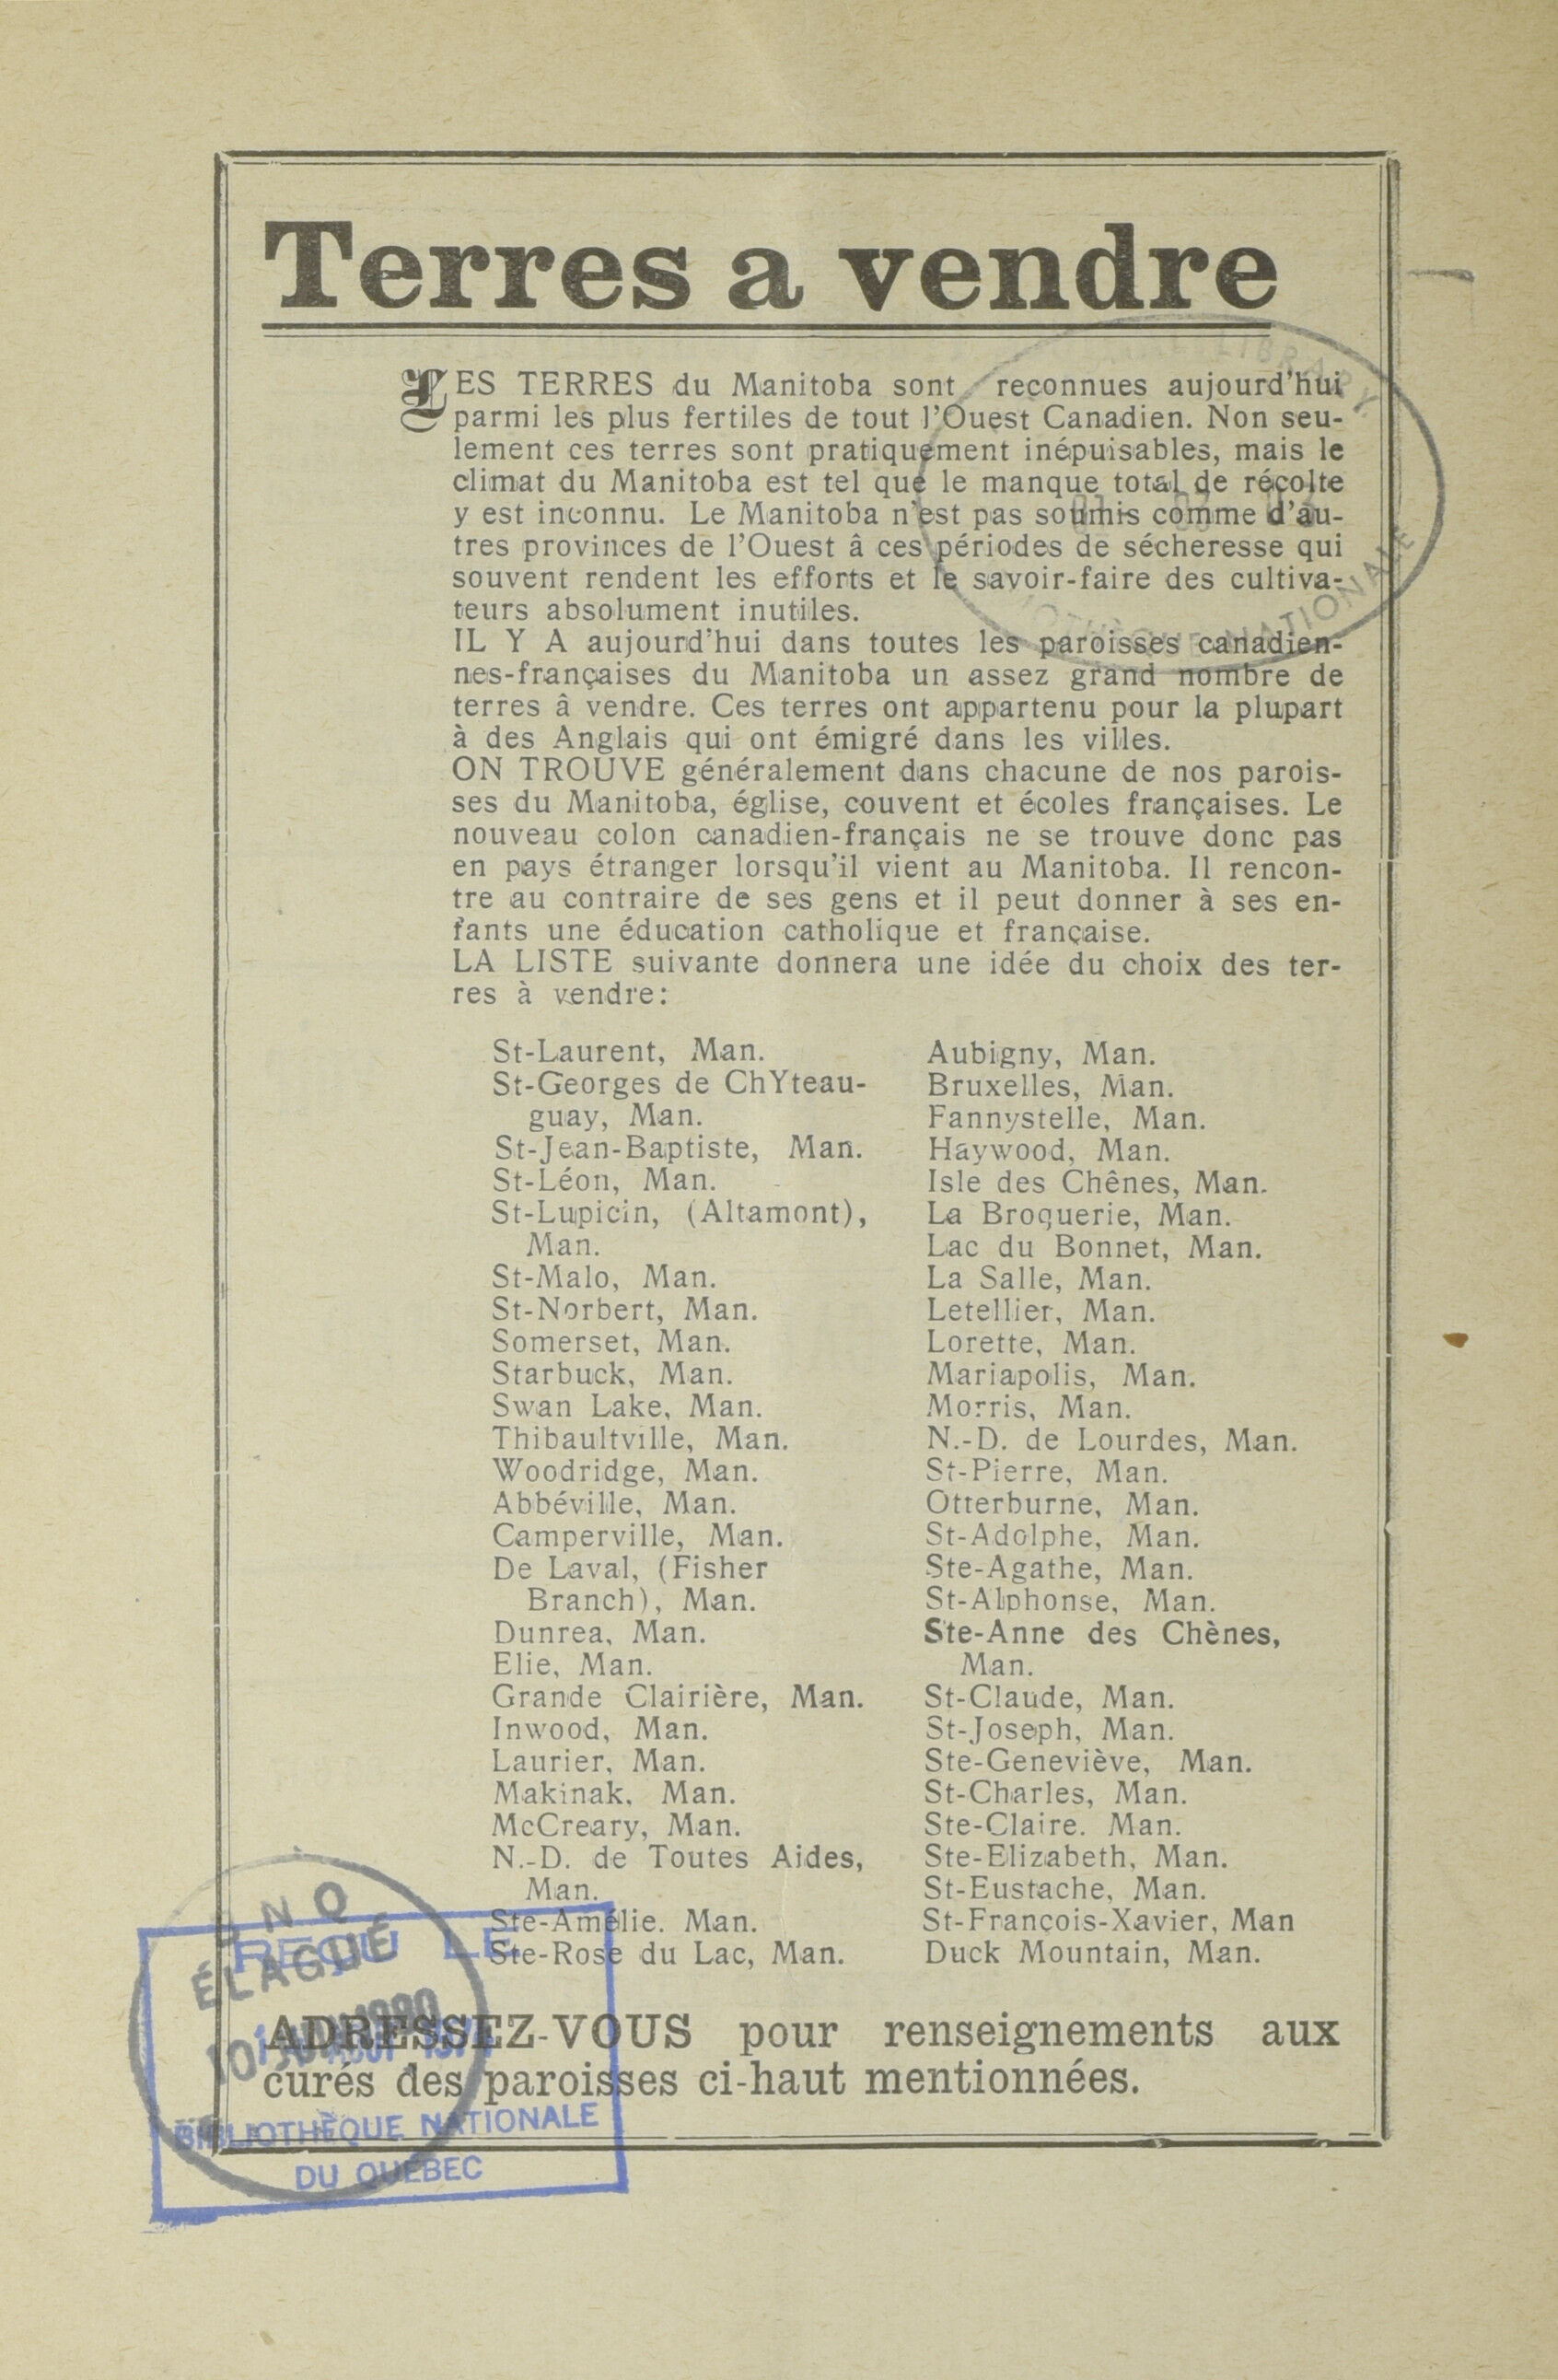 Terres a vendre
LES TERRES du Manitoba sont reconnues aujourd'hui
parmi les plus fertiles de tout l'Ouest Canadien. Non seu-
lement ces terres sont pratiquement inépuisables, mais le
climat du Manitoba est tel que le manque total de récolte
y est inconnu. Le Manitoba n'est pas soumis comme d'au-
tres provinces de l'Ouest â ces périodes de sécheresse qui
souvent rendent les efforts et le savoir-faire des cultiva-
teurs absolument inutiles.
IL Y A aujourd'hui dans toutes les paroisses canadien-
nes-françaises du Manitoba un assez grand nombre de
terres â vendre. Ces terres ont appartenu pour la plupart
à des Anglais qui ont émigré dans les villes.
ON TROUVE généralement dans chacune de nos parois-
ses du Manitoba, église, couvent et écoles françaises. Le
nouveau colon canadien-français ne se trouve donc pas
en pays étranger lorsqu'il vient au Manitoba. Il rencon-
tre au contraire de ses gens et il peut donner à ses en-
fants une éducation catholique et française.
LA LISTE suivante donnera une idée du choix des ter-
res à vendre:
St-Laurent, Man.
St-Georges de ChYteau-
guay, Man.
St-Jean-Baptiste, Man.
St-Léon, Man.
St-Lupicin, (Altamont),
Man.
St-Malo, Man.
St-Norbert, Man.
Somerset, Man.
Starbuck, Man.
Swan Lake, Man.
Thibaultville, Man.
Woodridge, Man.
Abbéville, Man.
Camperville, Man.
De Laval, (Fisher
Branch), Man.
Dunrea, Man.
Elie, Man.
Grande Clairière, Man.
Inwood, Man.
Laurier, Man.
Makinak, Man.
McCreary, Man.
N.-D. de Toutes Aides,
Man.
Ste-Amélie. Man.
Ste-Rose du Lac, Man.
Aubigny, Man.
Bruxelles, Man.
Fannystelle, Man.
Haywood, Man.
Isle des Chênes, Man.
La Broquerie, Man.
Lac du Bonnet, Man.
La Salle, Man.
Letellier, Man.
Lorette, Man.
Mariapolis, Man.
Morris, Man.
N.-D. de Lourdes, Man.
St-Pierre, Man.
Otterburne, Man.
St-Adolphe, Man.
Ste-Agathe, Man.
St-Alphonse, Man.
Ste-Anne des Chènes,
Man.
St-Claude, Man.
St-Joseph, Man.
Ste-Geneviève, Man.
St-Charles, Man.
Ste-Claire. Man.
Ste-Elizabeth, Man.
St-Eustache, Man.
St-François-Xavier, Man
Duck Mountain, Man.
ADRESSEZ-VOUS pour renseignements aux
curés des paroisses ci-haut mentionnées.
LIBRARY
NATIONALE
BNQ
ÉLAGUÉ
REÇU LE
BIBLIOTHÈQUE NATIONALE
DU QUÉBEC